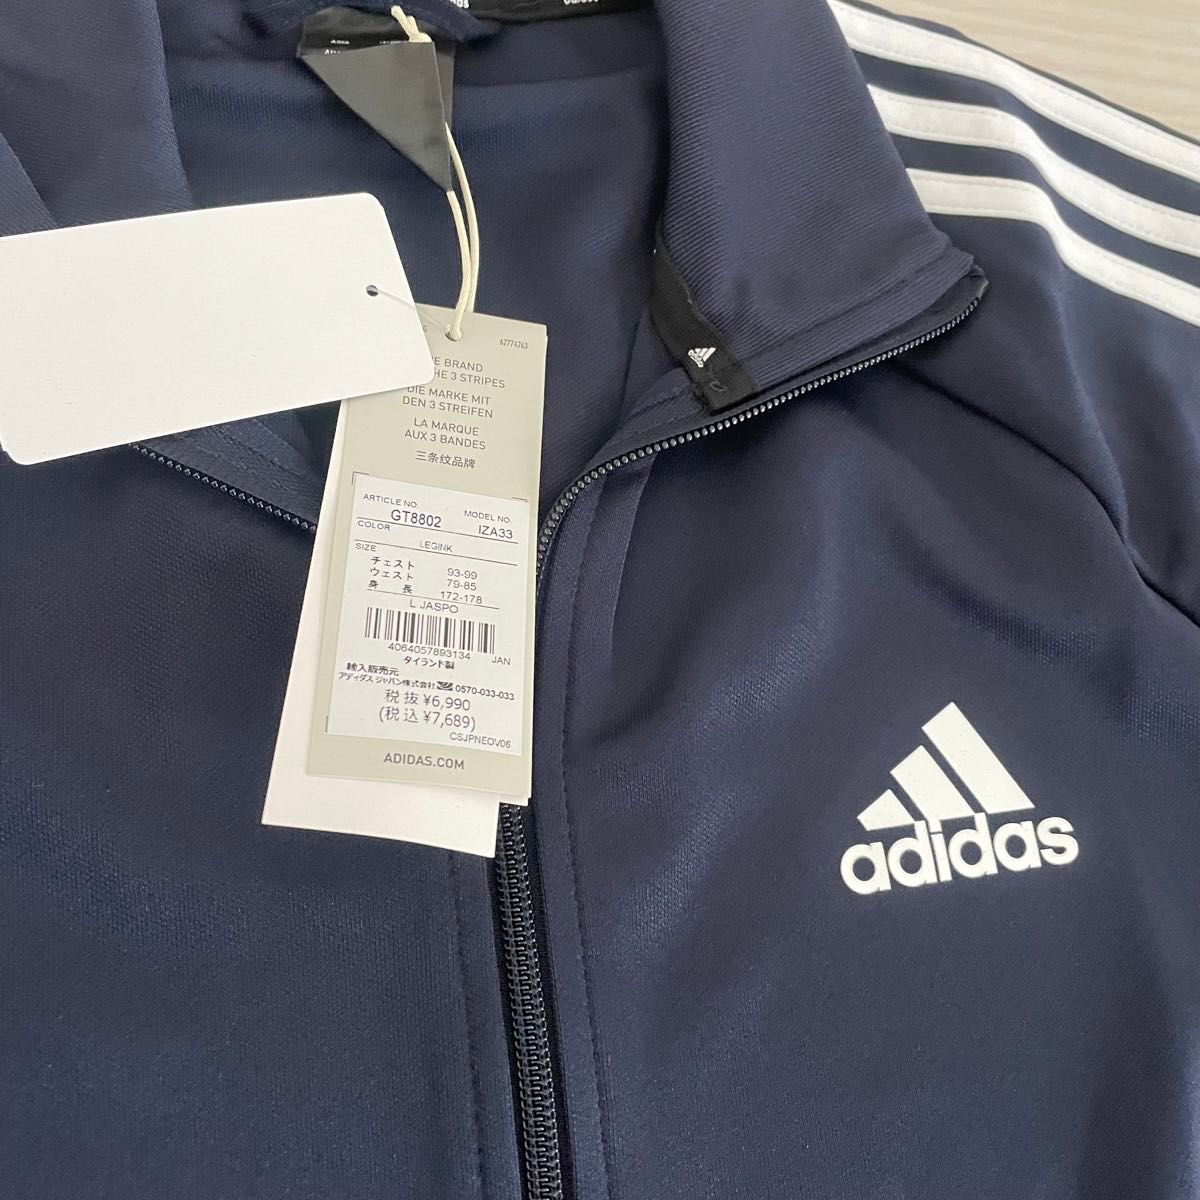 das
ASIA
62774763
E BRAND
HE 3 STRIPES
DIE MARKE MIT
DEN 3 STREIFEN
LA MARQUE
AUX 3 BANDES
三条纹品牌
ARTICLE NO.
MODEL NO.
GT8802
IZA33
COLOR
LEGINK
SIZE
チェスト 93-99
ウェスト 79-85
身長 172-178
L JASPO
4064057893134 JAN
タイランド製
輸入販売元
アディダス ジャパン株式会社 0570-033-033
税抜 ¥6,990
(税込 ¥7,689)
CSJPNEOV06
ADIDAS.COM
adidas